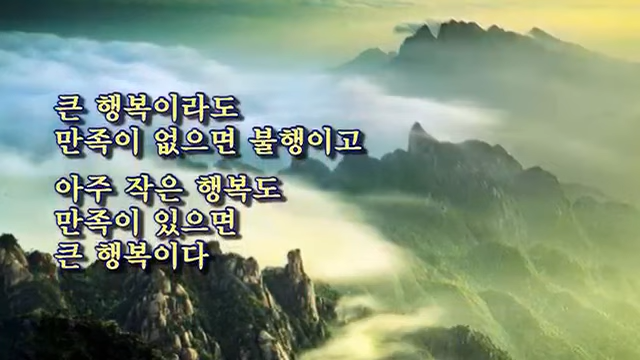 큰 행복이라도
만족이 없으면 불행이고
아주 작은 행복도
만족이 있으면
큰 행복이다